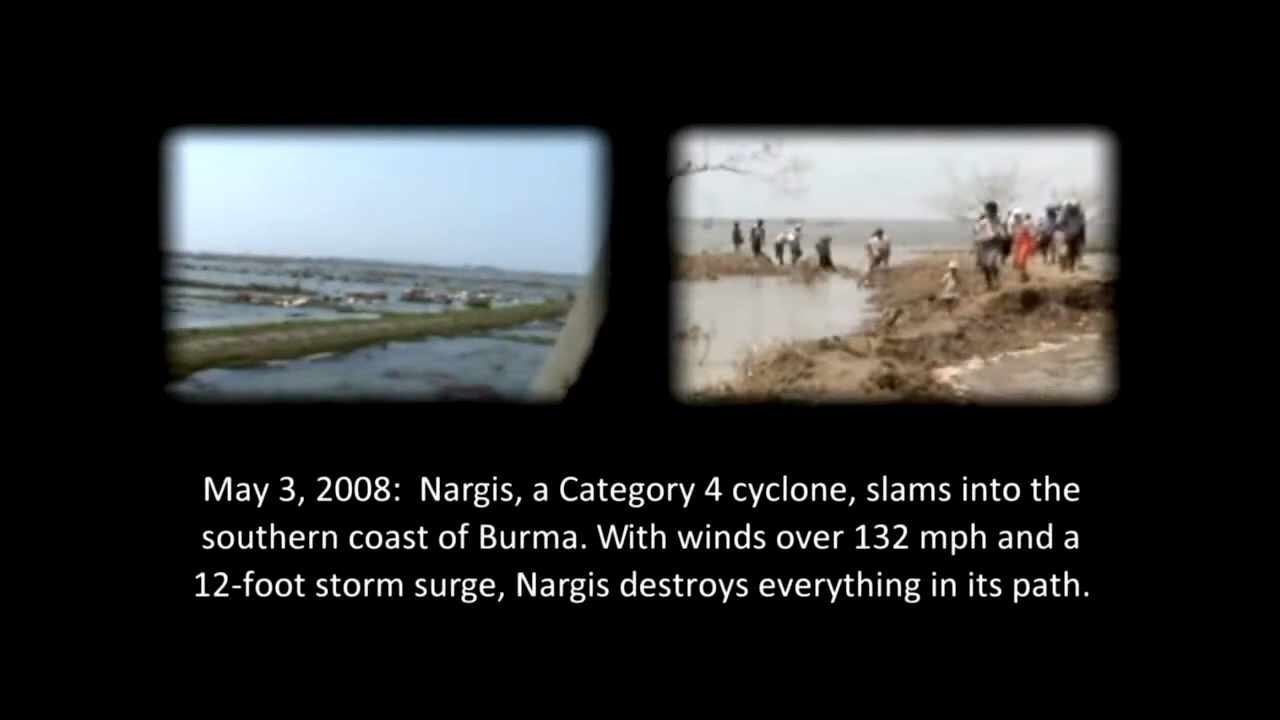 May 3, 2008:  Nargis, a Category 4 cyclone, slams into the
southern coast of Burma. With winds over 132 mph and a
12-foot storm surge, Nargis destroys everything in its path.